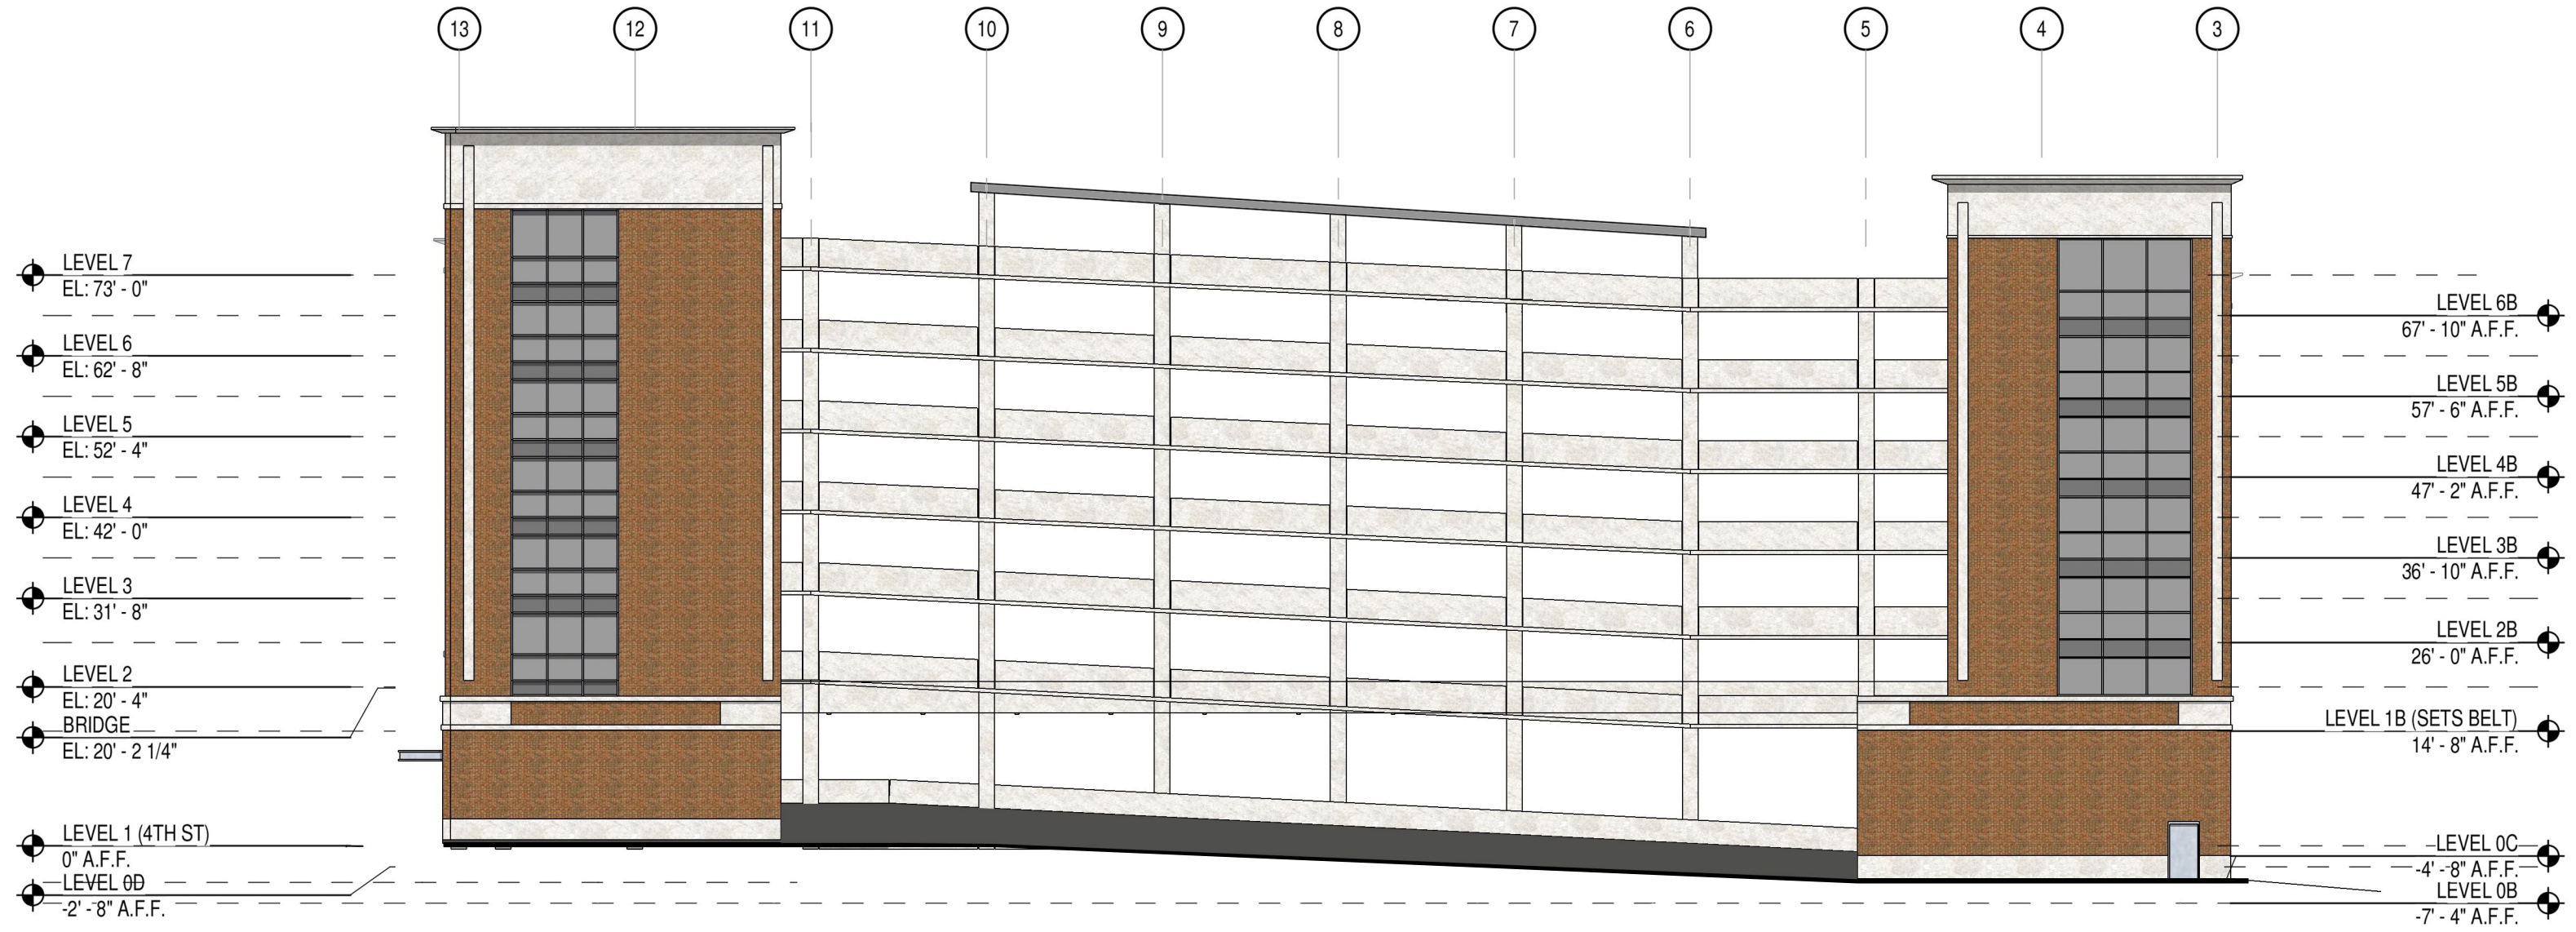 13 12 11 10 9 8 7 6 5 4 3
LEVEL 7
EL: 73' - 0"
LEVEL 6
EL: 62' - 8"
LEVEL 5
EL: 52' - 4"
LEVEL 4
EL: 42' - 0"
LEVEL 3
EL: 31' - 8"
LEVEL 2
EL: 20' - 4"
BRIDGE
EL: 20' - 2 1/4"
LEVEL 1 (4TH ST)
0" A.F.F.
LEVEL 0D
-2' - 8" A.F.F.
LEVEL 6B
67' - 10" A.F.F.
LEVEL 5B
57' - 6" A.F.F.
LEVEL 4B
47' - 2" A.F.F.
LEVEL 3B
36' - 10" A.F.F.
LEVEL 2B
26' - 0" A.F.F.
LEVEL 1B (SETS BELT)
14' - 8" A.F.F.
LEVEL 0C
-4' - 8" A.F.F.
LEVEL 0B
-7' - 4" A.F.F.